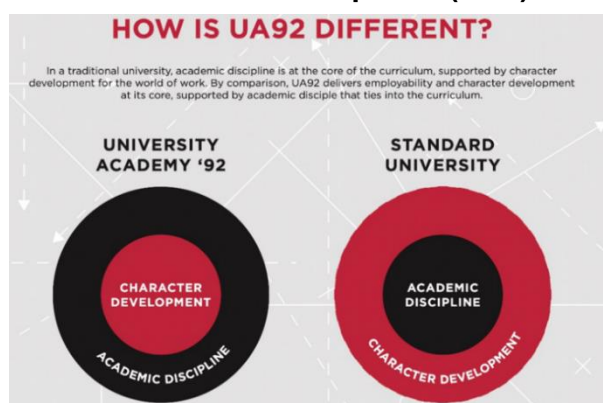 HOW IS UA92 DIFFERENT?
In a traditional university, academic discipline is at the core of the curriculum, supported by character
development for the world of work. By comparison, UA92 delivers employability and character development
at its core, supported by academic disciple that ties into the curriculum.
UNIVERSITY
ACADEMY ‘92
CHARACTER
DEVELOPMENT
ACADEMIC DISCIPLINE
STANDARD
UNIVERSITY
ACADEMIC
DISCIPLINE
CHARACTER DEVELOPMENT